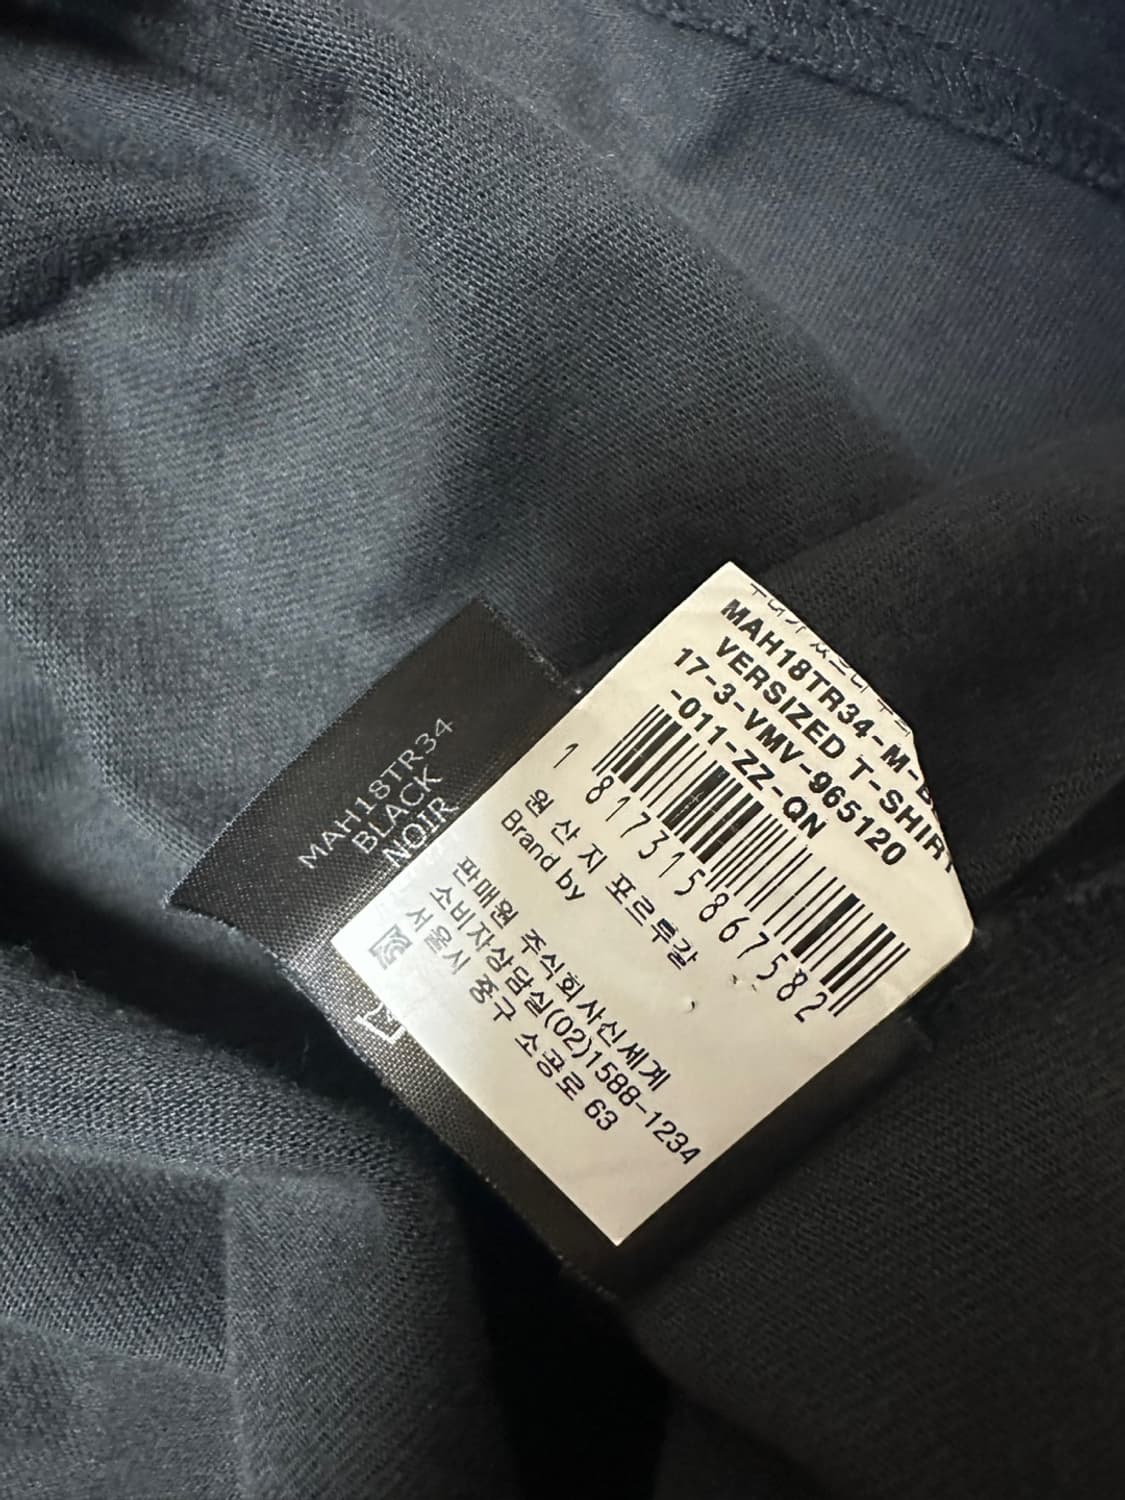 MAH18TR34
BLACK
NOIR
MAH18TR34-M-B
VERSIZED T-SHIRT
17-3-VMV-965120
-011-ZZ-QN
1 817315867582
원 산 지 포르투갈
Brand by
판매원 주식회사신세계
소비자상담실(02)1588-1234
서울시 중구 소공로 63